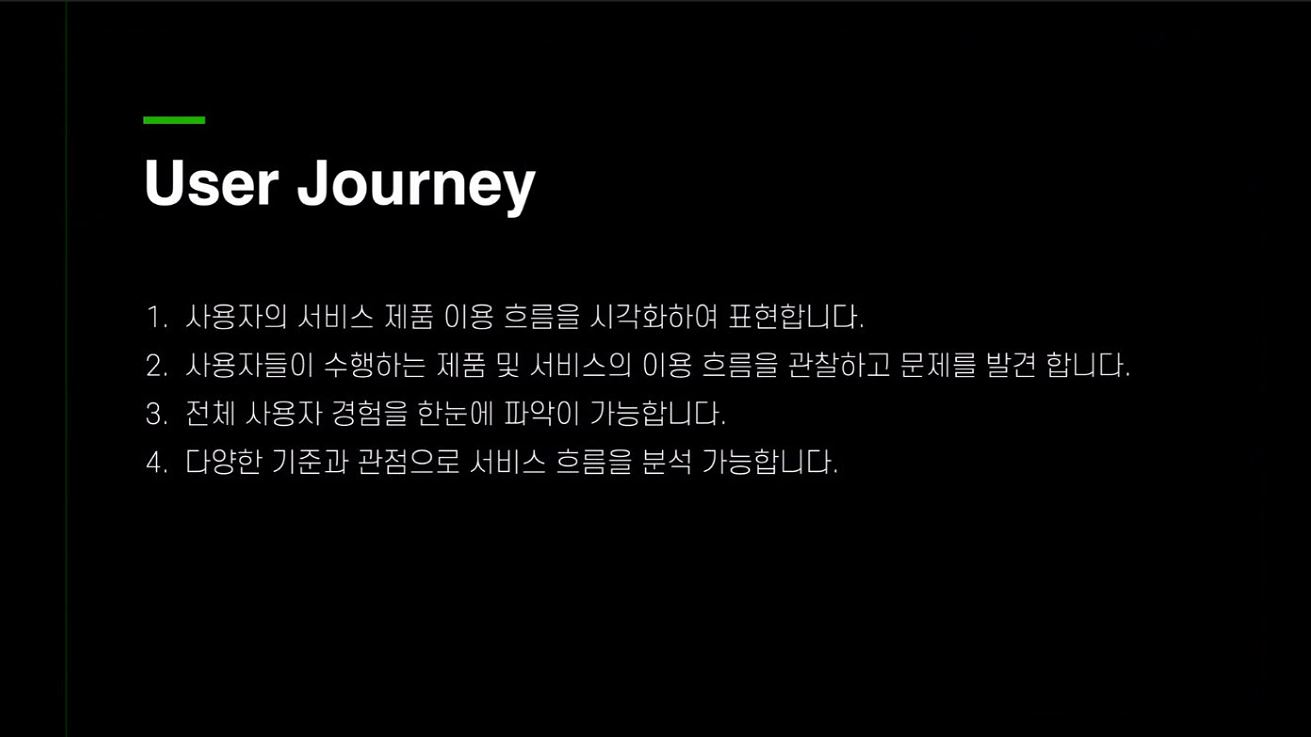 User Journey
1. 사용자의 서비스 제품 이용 흐름을 시각화하여 표현합니다.
2. 사용자들이 수행하는 제품 및 서비스의 이용 흐름을 관찰하고 문제를 발견 합니다.
3. 전체 사용자 경험을 한눈에 파악이 가능합니다.
4. 다양한 기준과 관점으로 서비스 흐름을 분석 가능합니다.